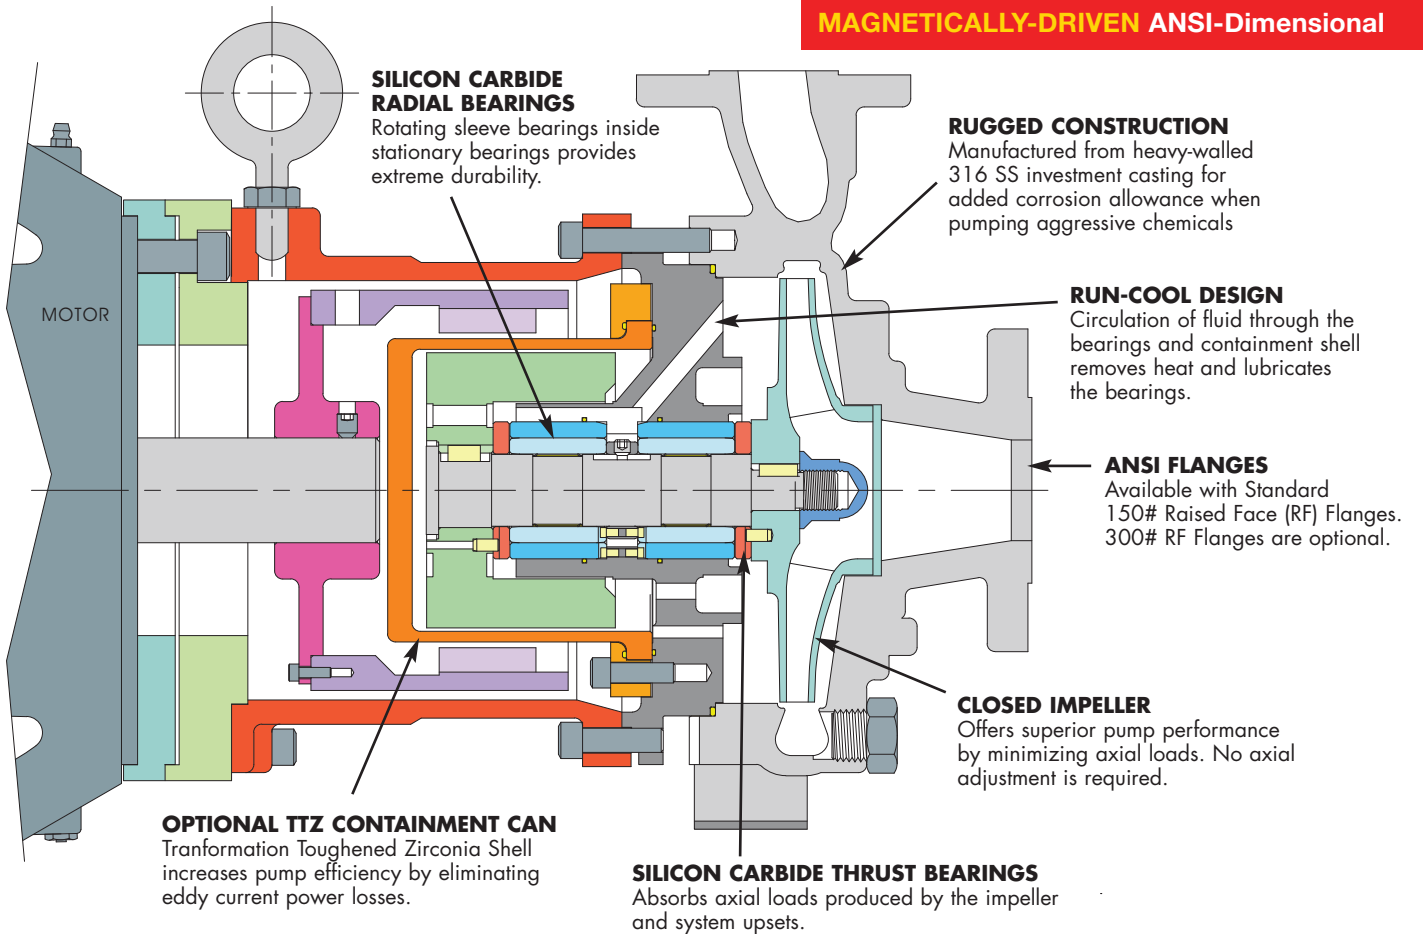 MAGNETICALLY-DRIVEN ANSI-Dimensional
SILICON CARBIDE
RADIAL BEARINGS
Rotating sleeve bearings inside
stationary bearings provides
extreme durability.
RUGGED CONSTRUCTION
Manufactured from heavy-walled
316 SS investment casting for
added corrosion allowance when
pumping aggressive chemicals
MOTOR
RUN-COOL DESIGN
Circulation of fluid through the
bearings and containment shell
removes heat and lubricates
the bearings.
ANSI FLANGES
Available with Standard
150# Raised Face (RF) Flanges.
300# RF Flanges are optional.
CLOSED IMPELLER
Offers superior pump performance
by minimizing axial loads. No axial
adjustment is required.
OPTIONAL TTZ CONTAINMENT CAN
Tranformation Toughened Zirconia Shell
increases pump efficiency by eliminating
eddy current power losses.
SILICON CARBIDE THRUST BEARINGS
Absorbs axial loads produced by the impeller
and system upsets.